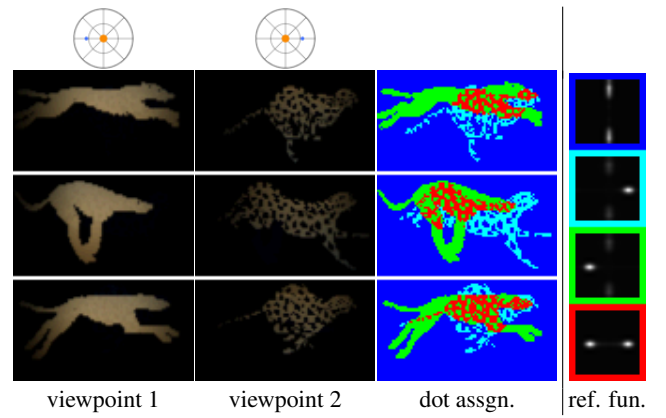 viewpoint 1 viewpoint 2 dot assgn. ref. fun.